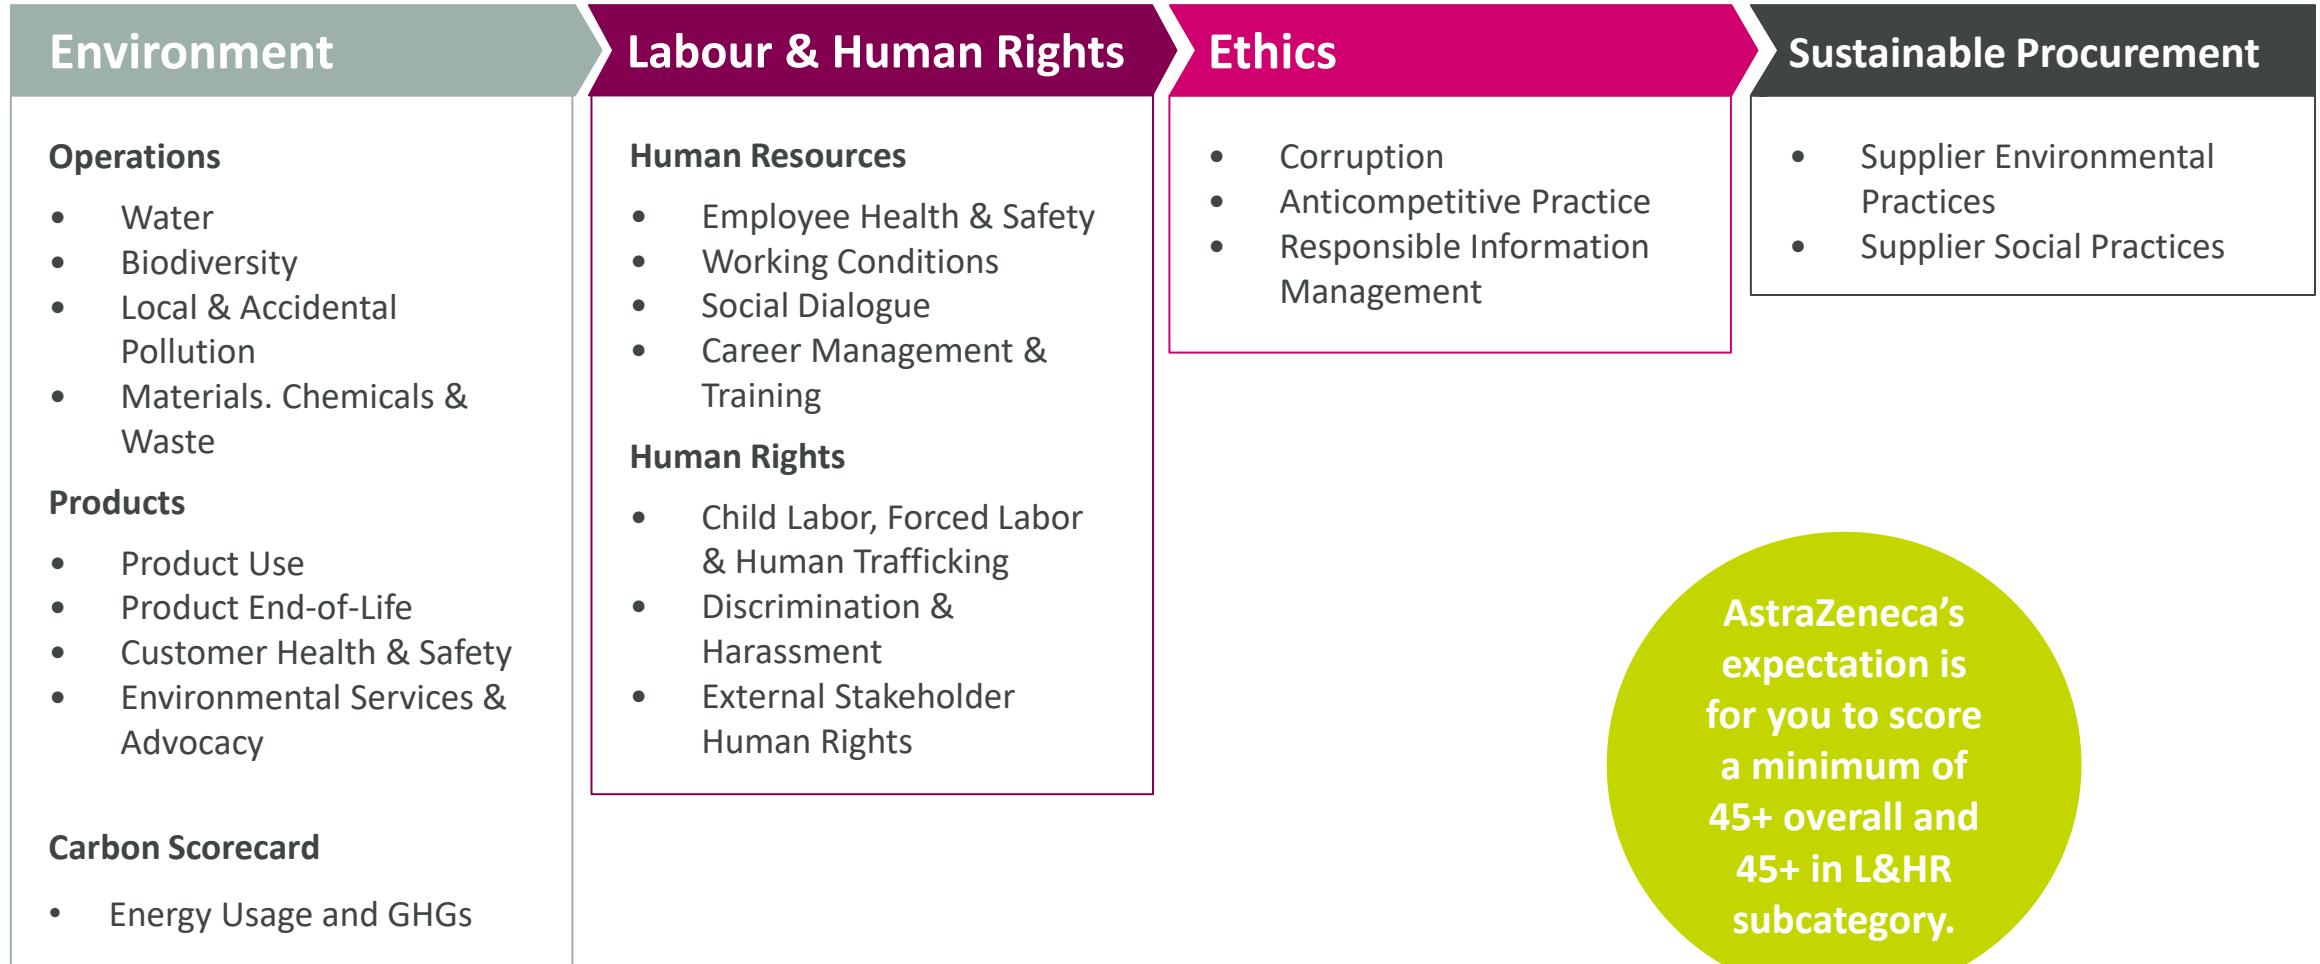 Environment
Operations
• Water
• Biodiversity
• Local & Accidental
Pollution
• Materials. Chemicals &
Waste
Products
• Product Use
• Product End-of-Life
• Customer Health & Safety
• Environmental Services &
Advocacy
Carbon Scorecard
• Energy Usage and GHGs
Labour & Human Rights
Human Resources
• Employee Health & Safety
• Working Conditions
• Social Dialogue
• Career Management &
Training
Human Rights
• Child Labor, Forced Labor
& Human Trafficking
• Discrimination &
Harassment
• External Stakeholder
Human Rights
Ethics
• Corruption
• Anticompetitive Practice
• Responsible Information
Management
Sustainable Procurement
• Supplier Environmental
Practices
• Supplier Social Practices
AstraZeneca’s
expectation is
for you to score
a minimum of
45+ overall and
45+ in L&HR
subcategory.